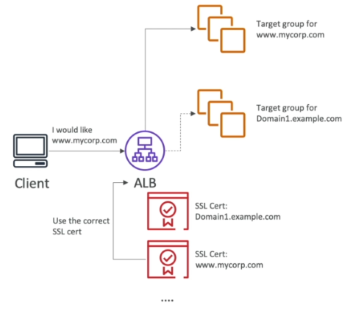 Target group for
www.mycorp.com
I would like
www.mycorp.com
Target group for
Domain1.example.com
Client
ALB
Use the correct
SSL cert
SSL Cert:
Domain1.example.com
SSL Cert:
www.mycorp.com
....